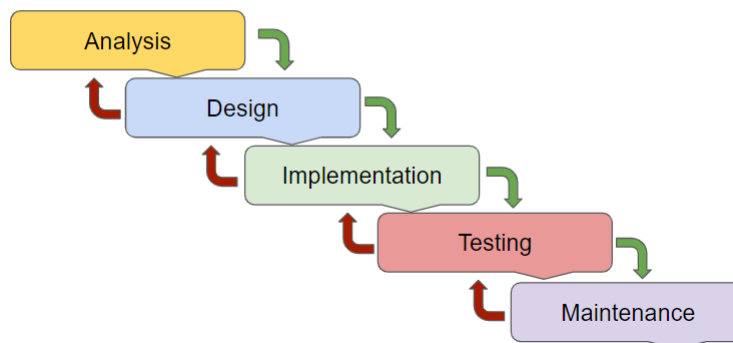 Analysis
Design
Implementation
Testing
Maintenance